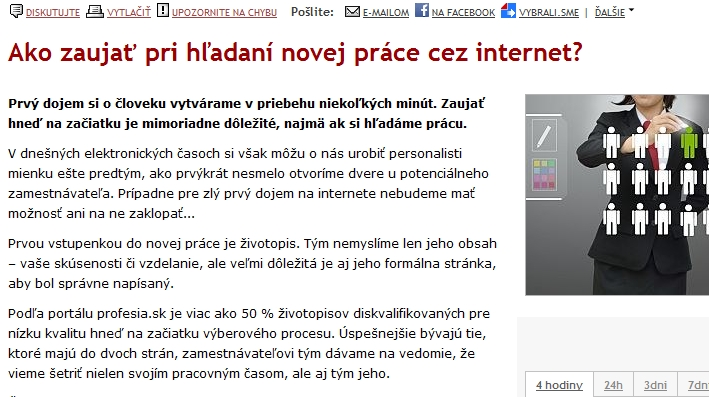 DISKUTUJTE VYTLAČIŤ UPOZORNITE NA CHYBU Pošlite: E-MAILOM NA FACEBOOK VYBRALI.SME | ĎALŠIE
Ako zaujať pri hľadaní novej práce cez internet?
Prvý dojem si o človeku vytvárame v priebehu niekoľkých minút. Zaujať
hneď na začiatku je mimoriadne dôležité, najmä ak si hľadáme prácu.
V dnešných elektronických časoch si však môžu o nás urobiť personalisti
mienku ešte predtým, ako prvýkrát nesmelo otvoríme dvere u potenciálneho
zamestnávateľa. Prípadne pre zlý prvý dojem na internete nebudeme mať
možnosť ani na ne zaklopať...
Prvou vstupenkou do novej práce je životopis. Tým nemyslíme len jeho obsah
– vaše skúsenosti či vzdelanie, ale veľmi dôležitá je aj jeho formálna stránka,
aby bol správne napísaný.
Podľa portálu profesia.sk je viac ako 50 % životopisov diskvalifikovaných pre
nízku kvalitu hneď na začiatku výberového procesu. Úspešnejšie bývajú tie,
ktoré majú do dvoch strán, zamestnávateľovi tým dávame na vedomie, že
vieme šetriť nielen svojím pracovným časom, ale aj tým jeho.
4 hodiny 24h 3dni 7dn